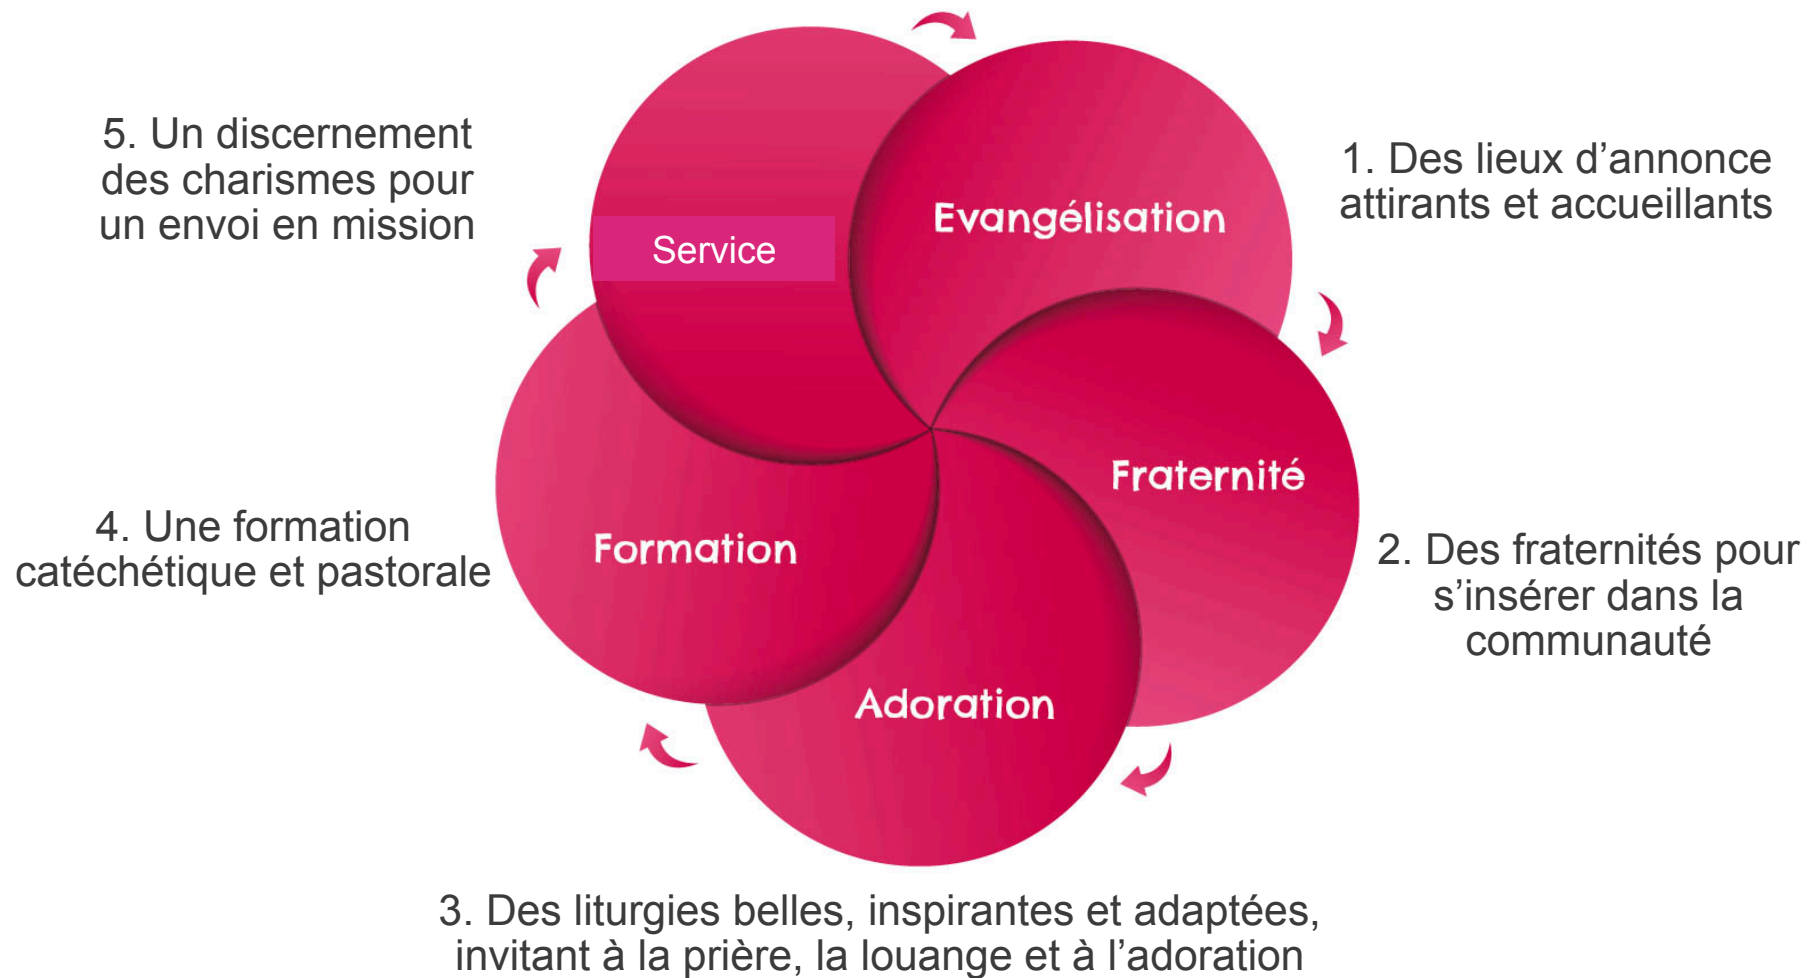 5. Un discernement
des charismes pour
un envoi en mission
Service
Evangélisation
1. Des lieux d’annonce
attirants et accueillants
4. Une formation
catéchétique et pastorale
Formation
Fraternité
2. Des fraternités pour
s’insérer dans la
communauté
Adoration
3. Des liturgies belles, inspirantes et adaptées,
invitant à la prière, la louange et à l’adoration